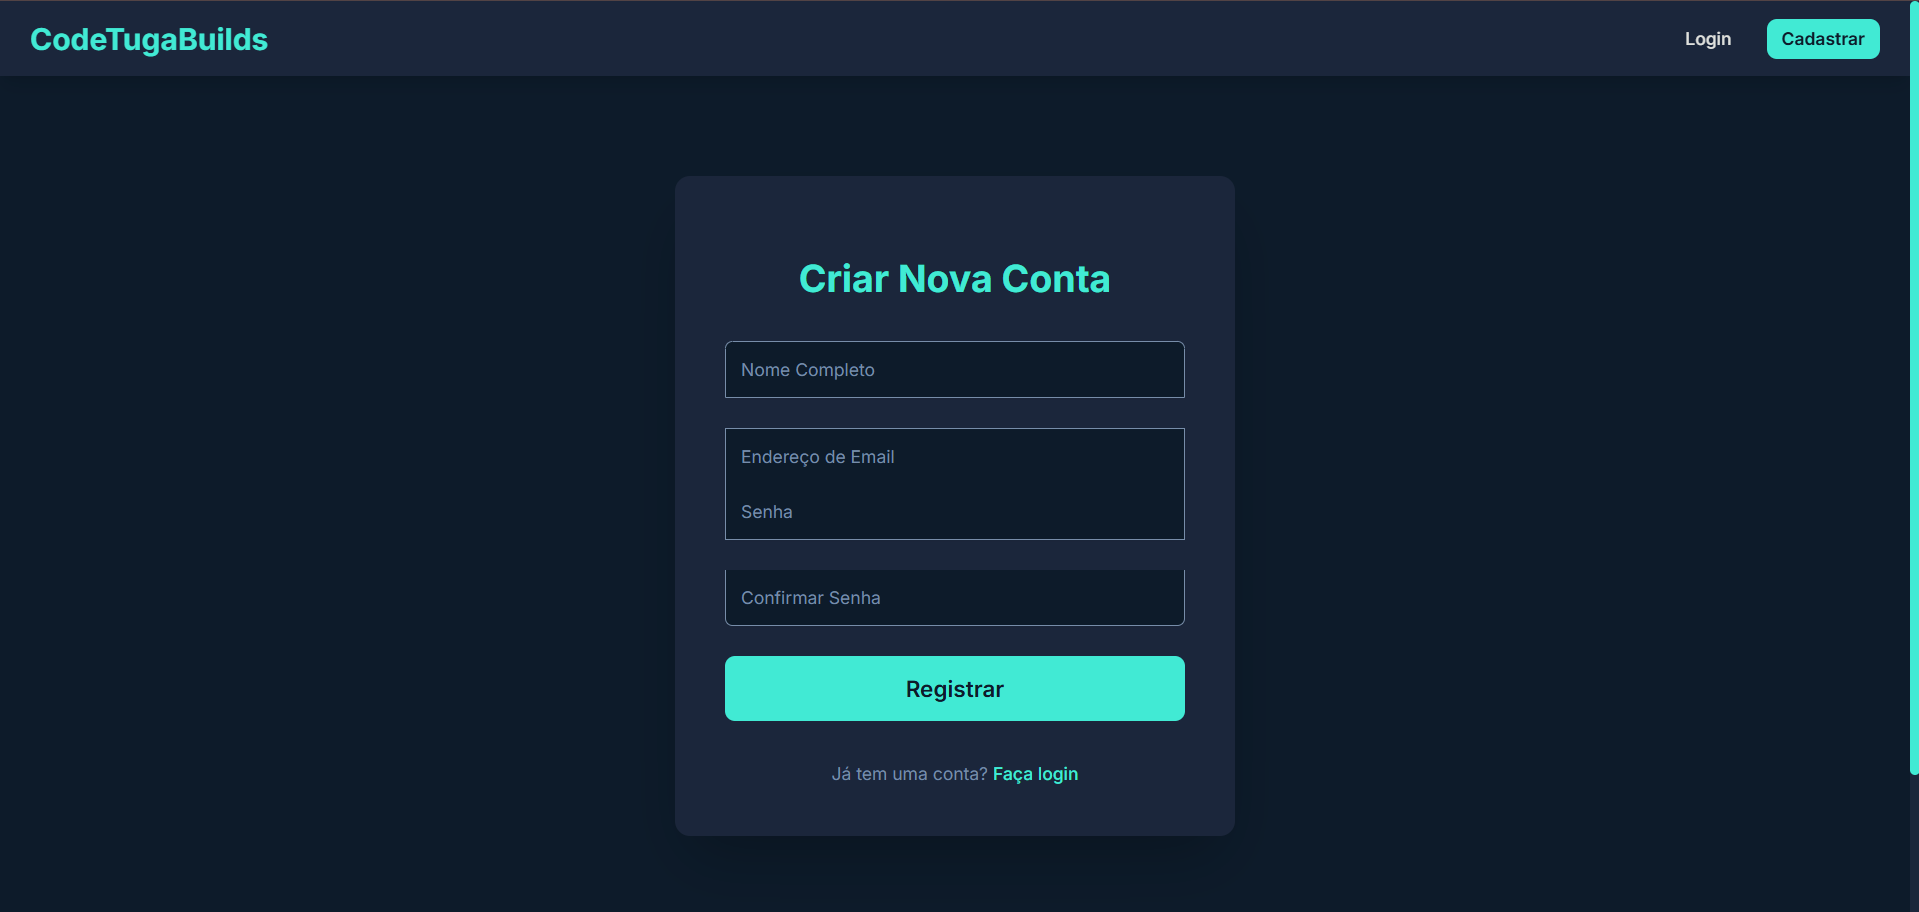 CodeTugaBuilds
Login
Cadastrar
Criar Nova Conta
Nome Completo
Endereço de Email
Senha
Confirmar Senha
Registrar
Já tem uma conta? Faça login